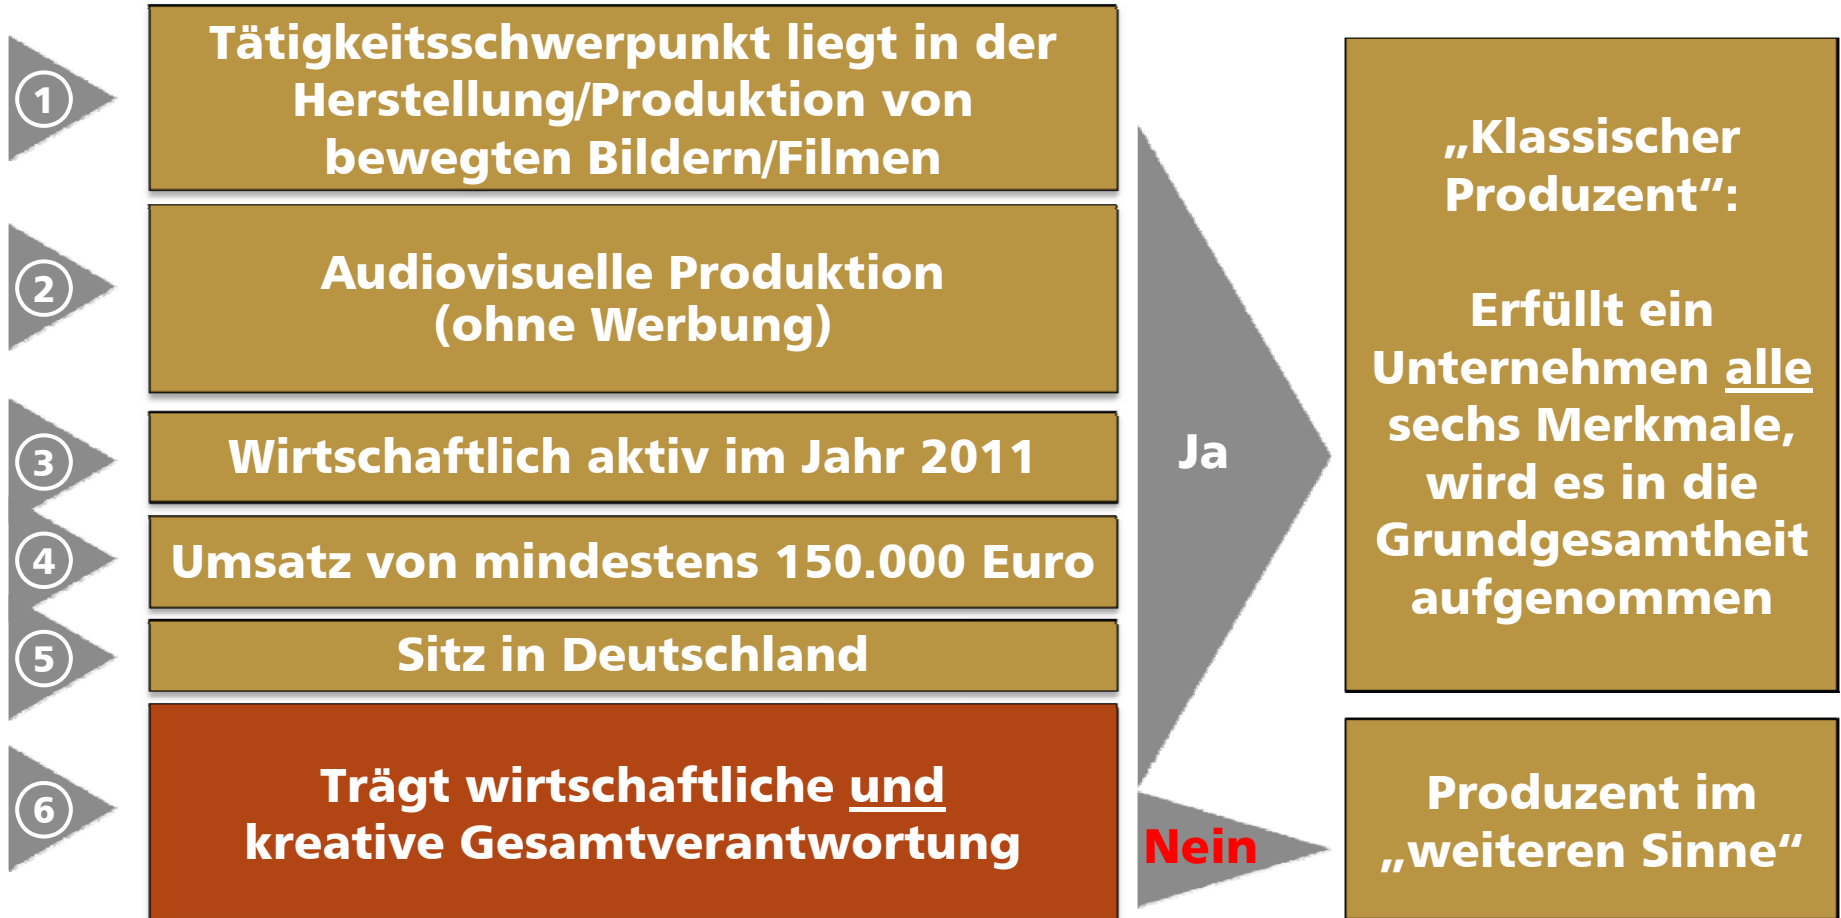 1
Tätigkeitsschwerpunkt liegt in der
Herstellung/Produktion von
bewegten Bildern/Filmen
2
Audiovisuelle Produktion
(ohne Werbung)
3
Wirtschaftlich aktiv im Jahr 2011
4
Umsatz von mindestens 150.000 Euro
5
Sitz in Deutschland
6
Trägt wirtschaftliche und
kreative Gesamtverantwortung
Ja
„Klassischer
Produzent“:
Erfüllt ein
Unternehmen alle
sechs Merkmale,
wird es in die
Grundgesamtheit
aufgenommen
Nein
Produzent im
„weiteren Sinne“